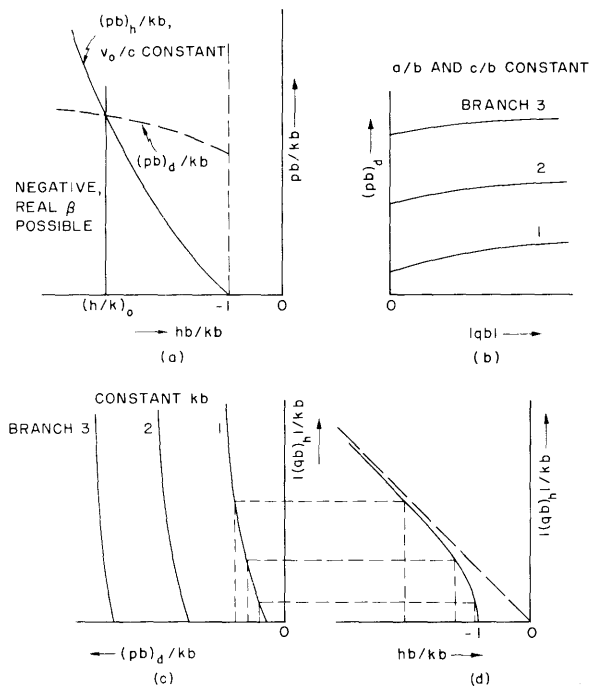 (pb)h/kb,
vo/c CONSTANT
(pb)d/kb
NEGATIVE,
REAL β
POSSIBLE
pb/kb
(h/k)o
-1
0
hb/kb
(a)
a/b AND c/b CONSTANT
BRANCH 3
2
1
(pb)d
0
|qb|
(b)
CONSTANT kb
BRANCH 3
2
1
|(qb)h|/kb
0
(pb)d/kb
(c)
|(qb)h|/kb
-1
0
hb/kb
(d)